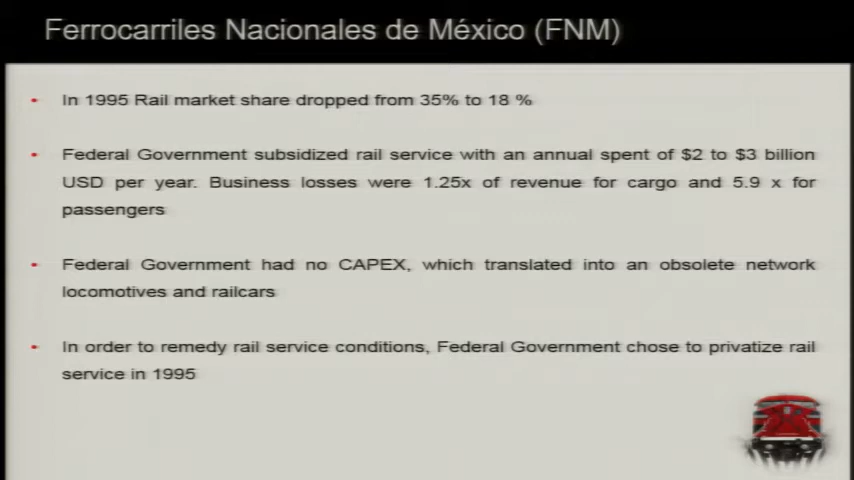 Ferrocarriles Nacionales de México (FNM)
• In 1995 Rail market share dropped from 35% to 18 %
• Federal Government subsidized rail service with an annual spent of $2 to $3 billion
USD per year. Business losses were 1.25x of revenue for cargo and 5.9 x for
passengers
• Federal Government had no CAPEX, which translated into an obsolete network
locomotives and railcars
• In order to remedy rail service conditions, Federal Government chose to privatize rail
service in 1995